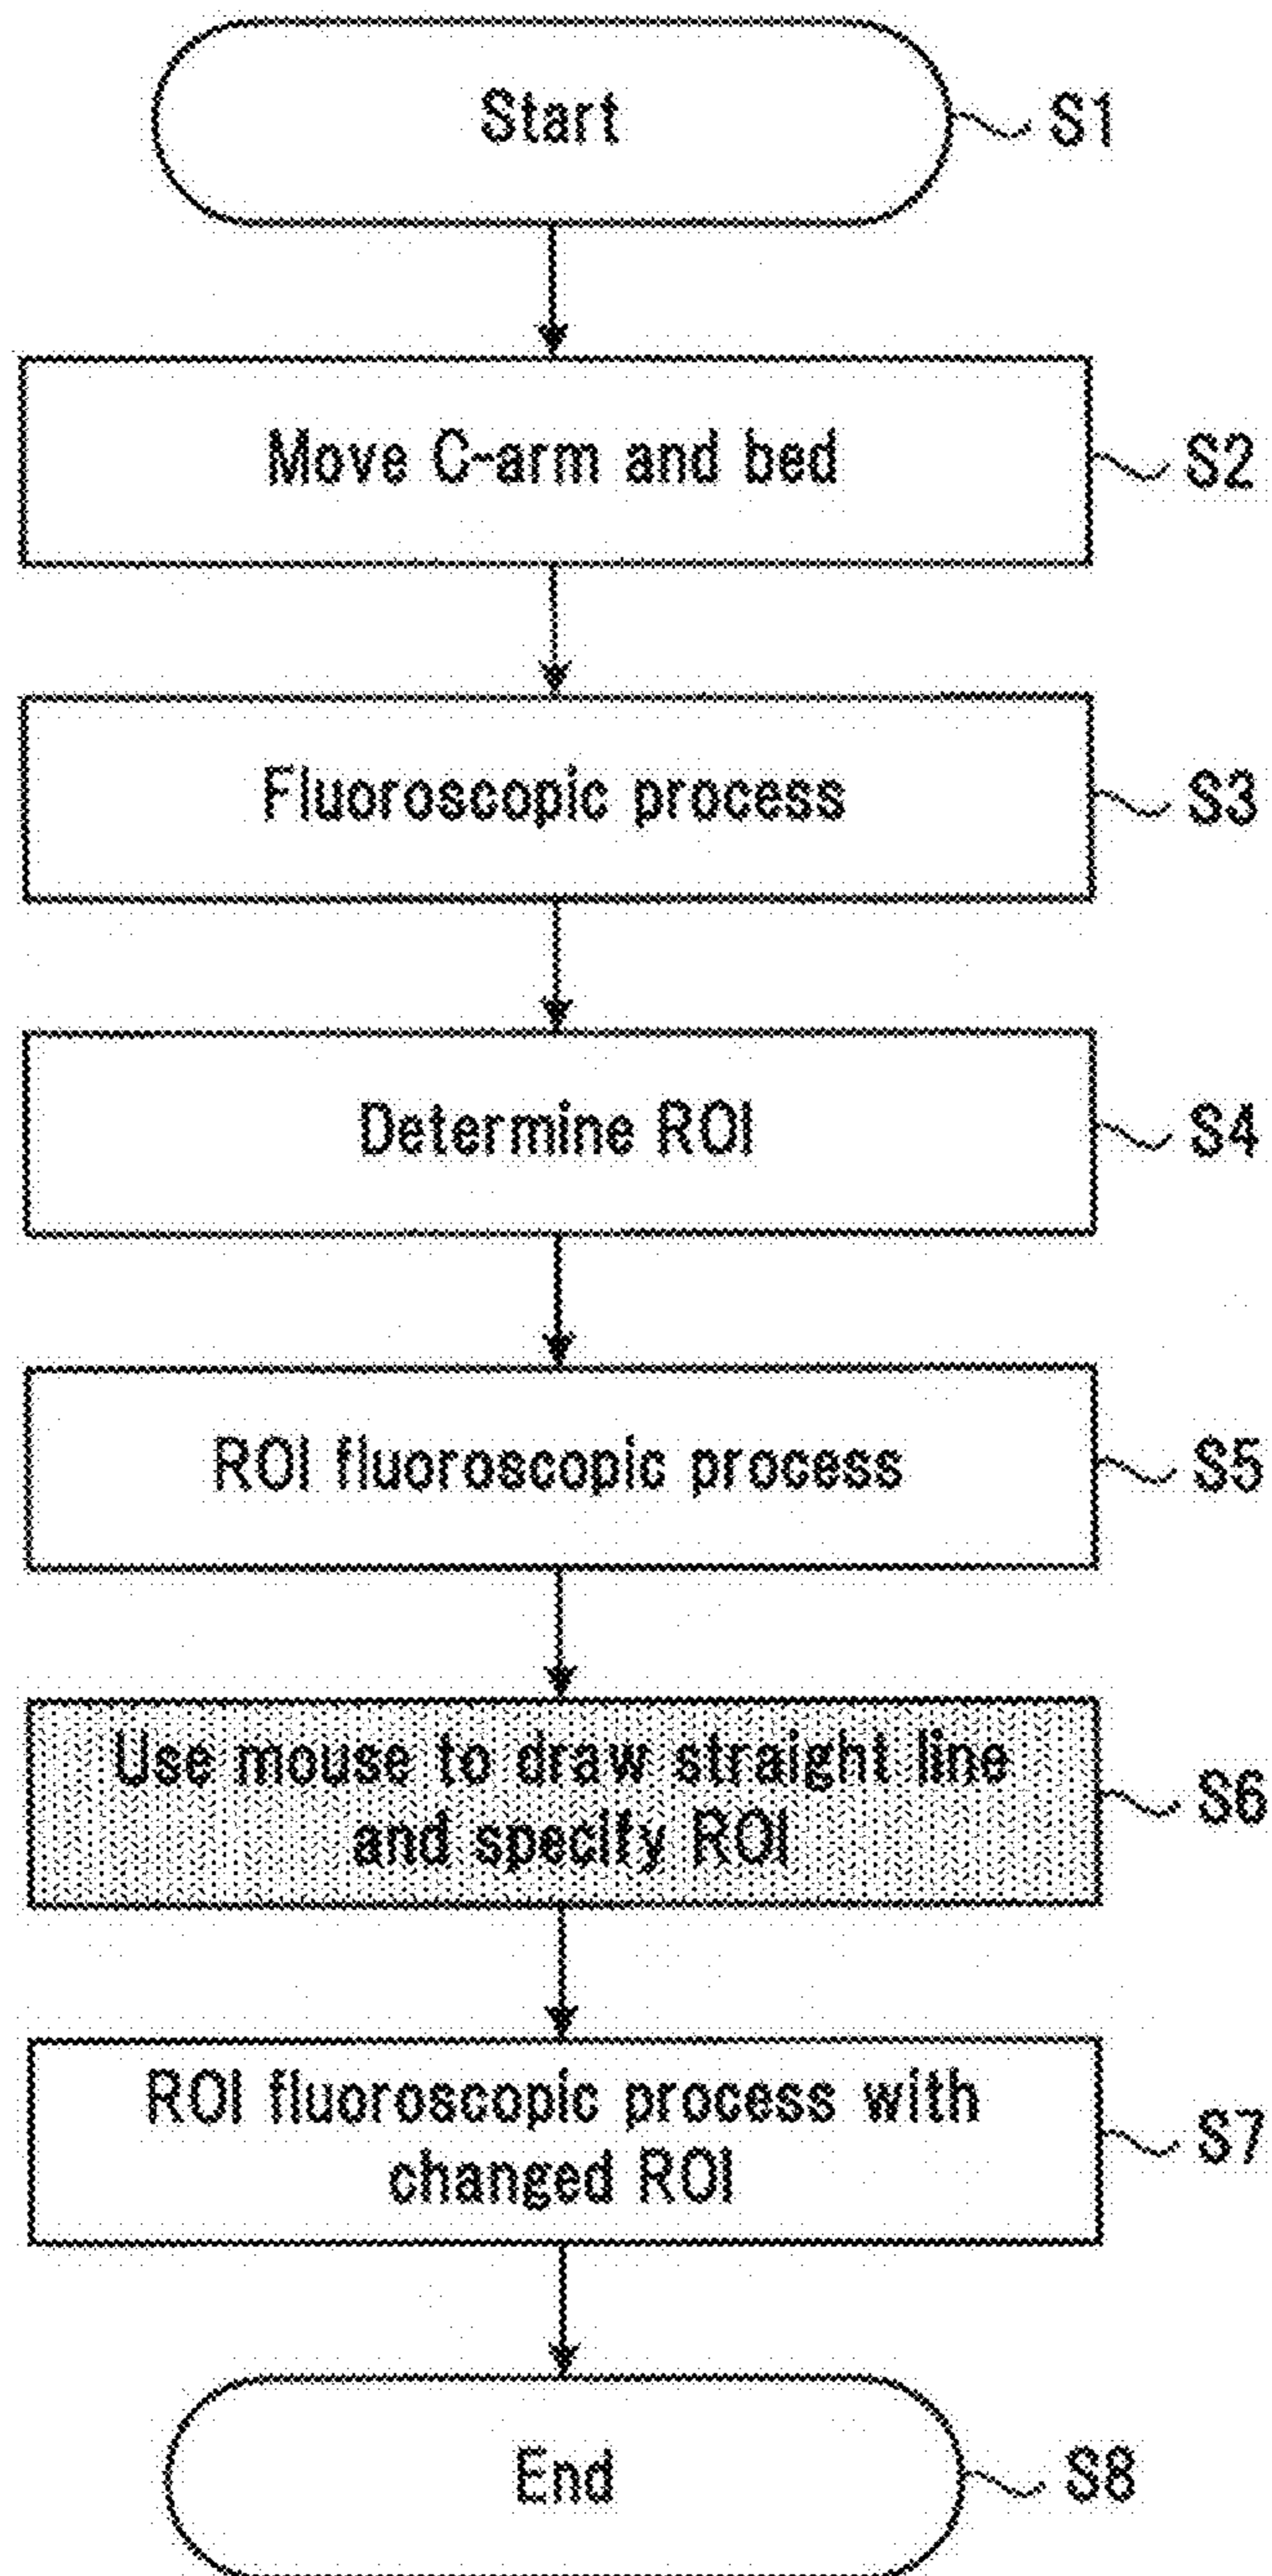 Start
S1
Move C-arm and bed
S2
Fluoroscopic process
S3
Determine ROI
S4
ROI fluoroscopic process
S5
Use mouse to draw straight line
and specify ROI
S6
ROI fluoroscopic process with
changed ROI
S7
End
S8